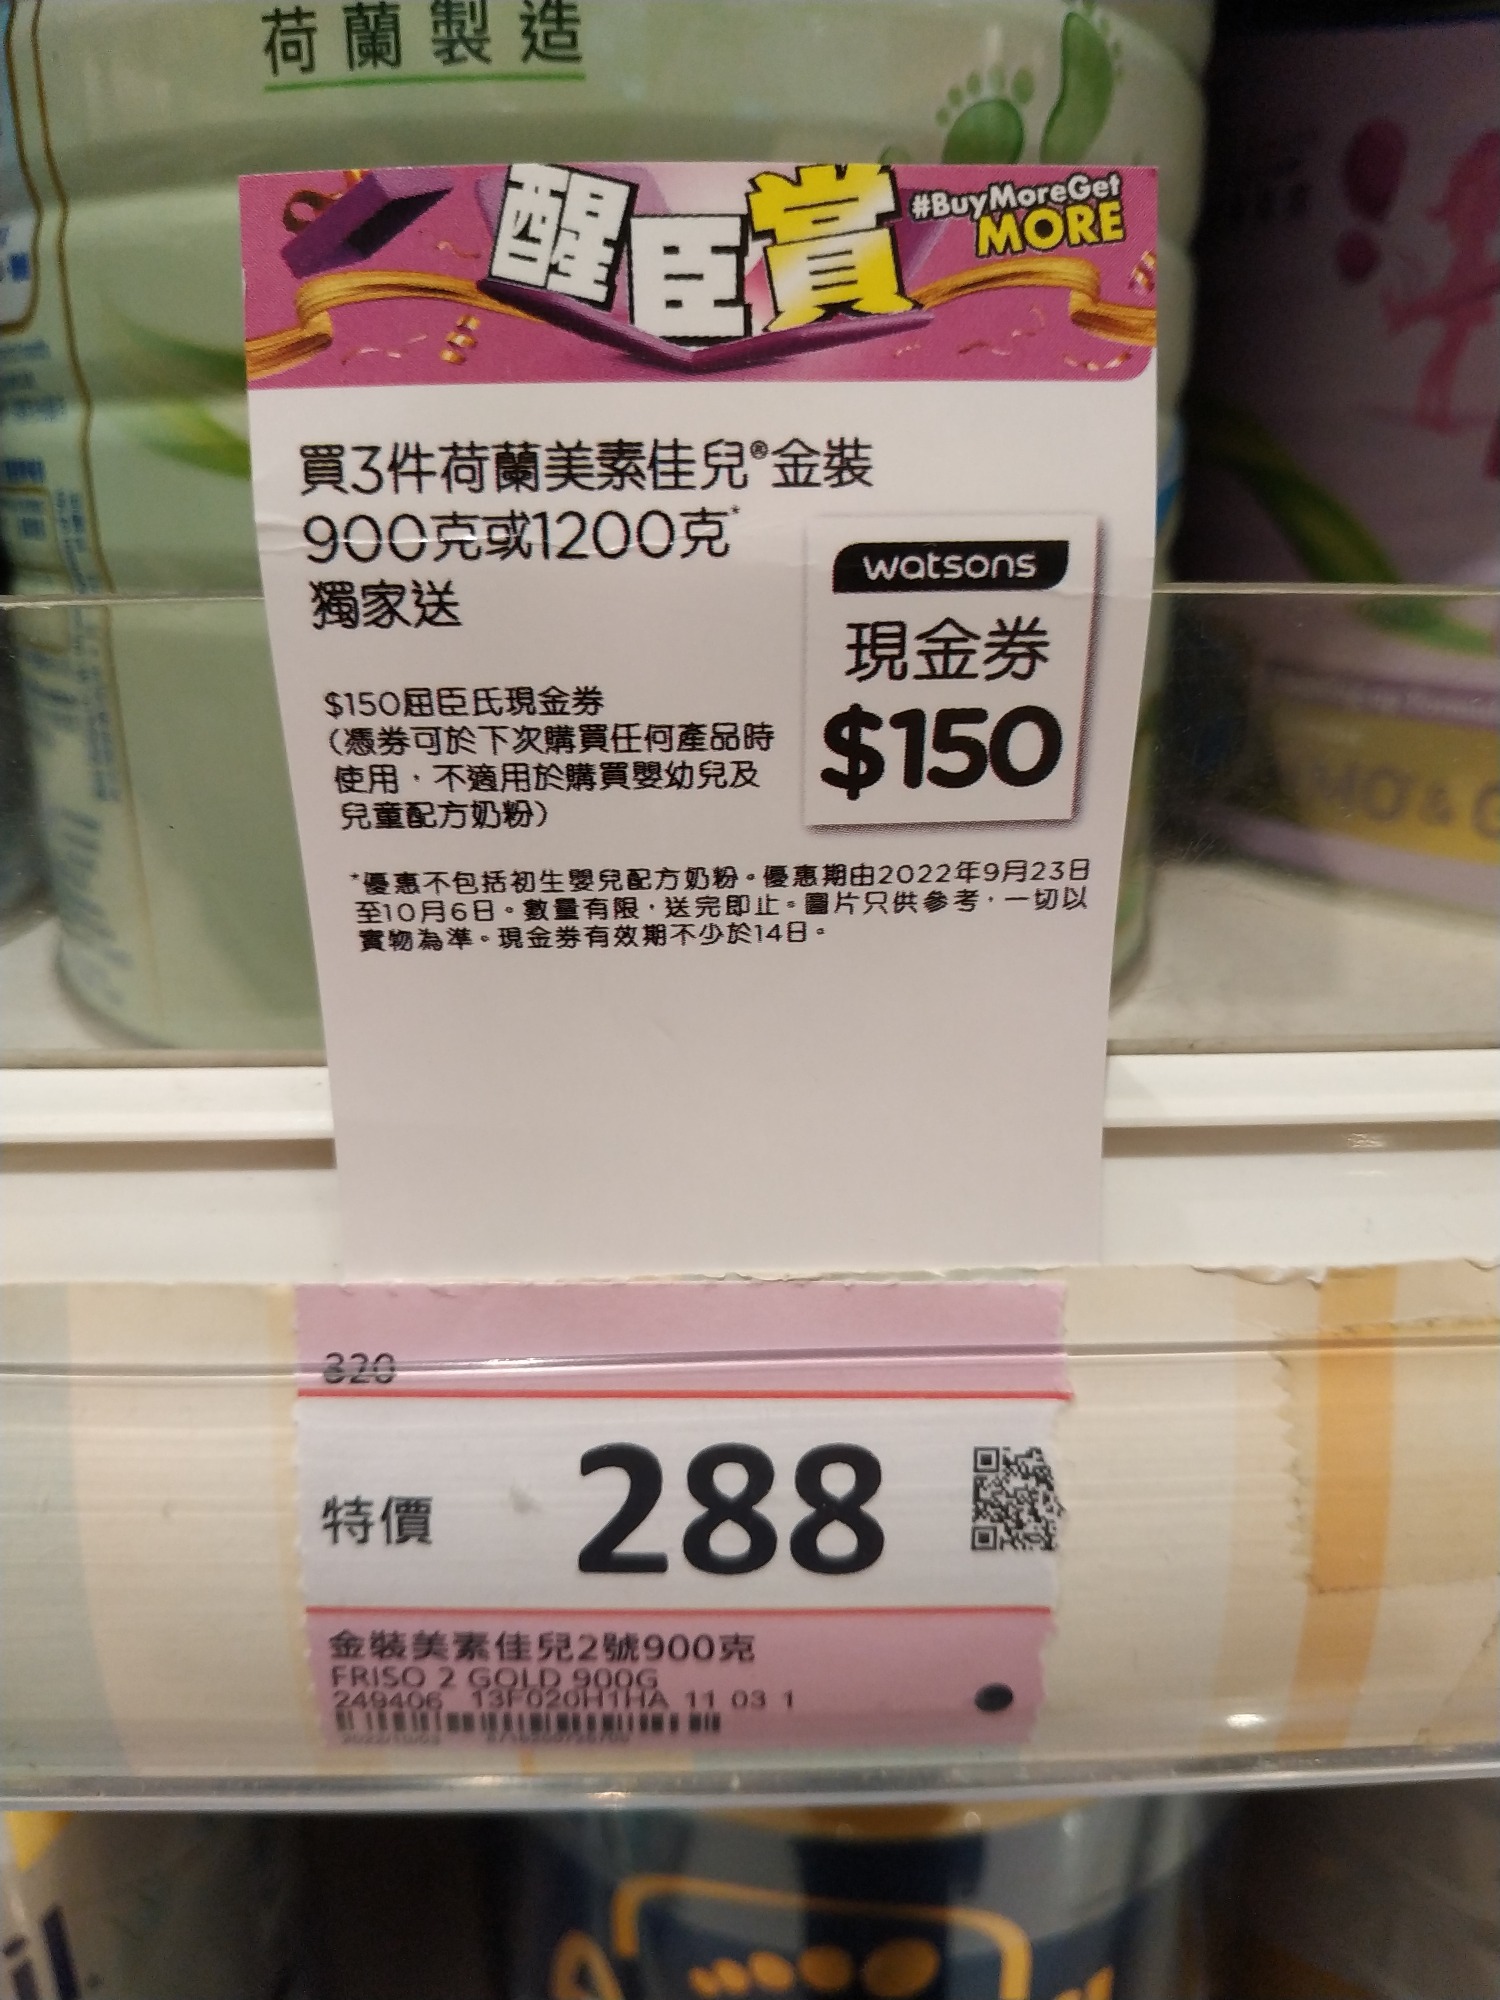 荷蘭製造
醒臣賞
#BuyMoreGet
MORE
買3件荷蘭美素佳兒®金裝
900克或1200克*
獨家送
watsons
現金券
$150
$150屈臣氏現金券
(憑券可於下次購買任何產品時
使用，不適用於購買嬰幼兒及
兒童配方奶粉)
*優惠不包括初生嬰兒配方奶粉。優惠期由2022年9月23日
至10月6日。數量有限，送完即止。圖片只供參考，一切以
實物為準。現金券有效期不少於14日。
320
特價
288
金裝美素佳兒2號900克
FRISO 2 GOLD 900G
249406 13F020H1HA 11 03 1